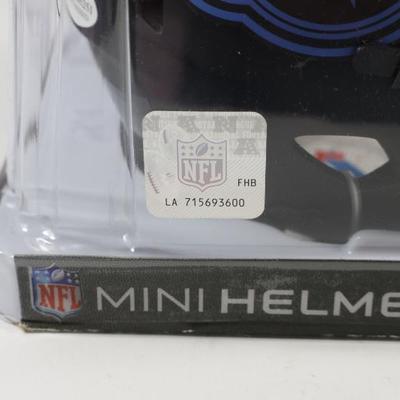 NFL
FHB
LA 715693600
NFL MINI HELME